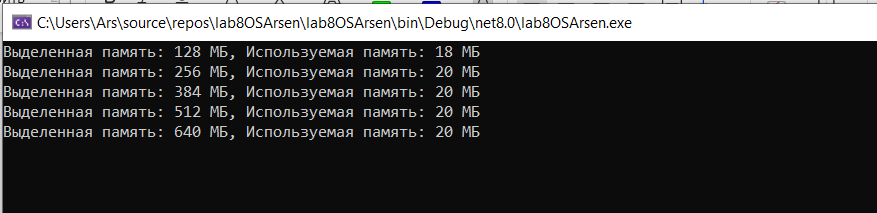 C:\Users\Ars\source\repos\lab8OSArsen\lab8OSArsen\bin\Debug\net8.0\lab8OSArsen.exe
Выделенная память: 128 МБ, Используемая память: 18 МБ
Выделенная память: 256 МБ, Используемая память: 20 МБ
Выделенная память: 384 МБ, Используемая память: 20 МБ
Выделенная память: 512 МБ, Используемая память: 20 МБ
Выделенная память: 640 МБ, Используемая память: 20 МБ